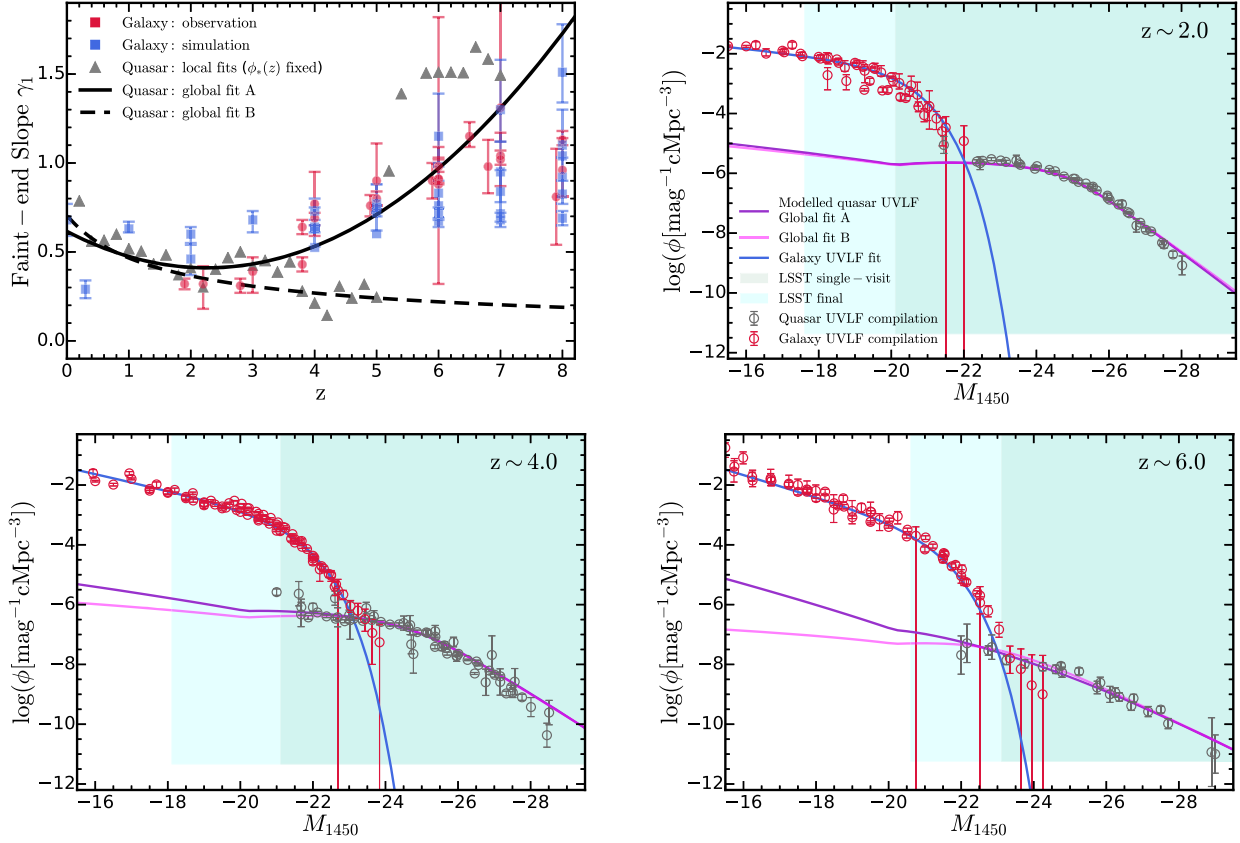 Faint − end Slope γ₁
1.5
1.0
0.5
0.0
Galaxy : observation
Galaxy : simulation
Quasar : local fits (ϕ*(z) fixed)
Quasar : global fit A
Quasar : global fit B
0 1 2 3 4 5 6 7 8
z
log(ϕ[mag⁻¹cMpc⁻³])
−2
−4
−6
−8
−10
−12
z ∼ 2.0
Modelled quasar UVLF
Global fit A
Global fit B
Galaxy UVLF fit
LSST single − visit
LSST final
Quasar UVLF compilation
Galaxy UVLF compilation
−16 −18 −20 −22 −24 −26 −28
M₁₄₅₀
log(ϕ[mag⁻¹cMpc⁻³])
−2
−4
−6
−8
−10
−12
z ∼ 4.0
−16 −18 −20 −22 −24 −26 −28
M₁₄₅₀
log(ϕ[mag⁻¹cMpc⁻³])
−2
−4
−6
−8
−10
−12
z ∼ 6.0
−16 −18 −20 −22 −24 −26 −28
M₁₄₅₀